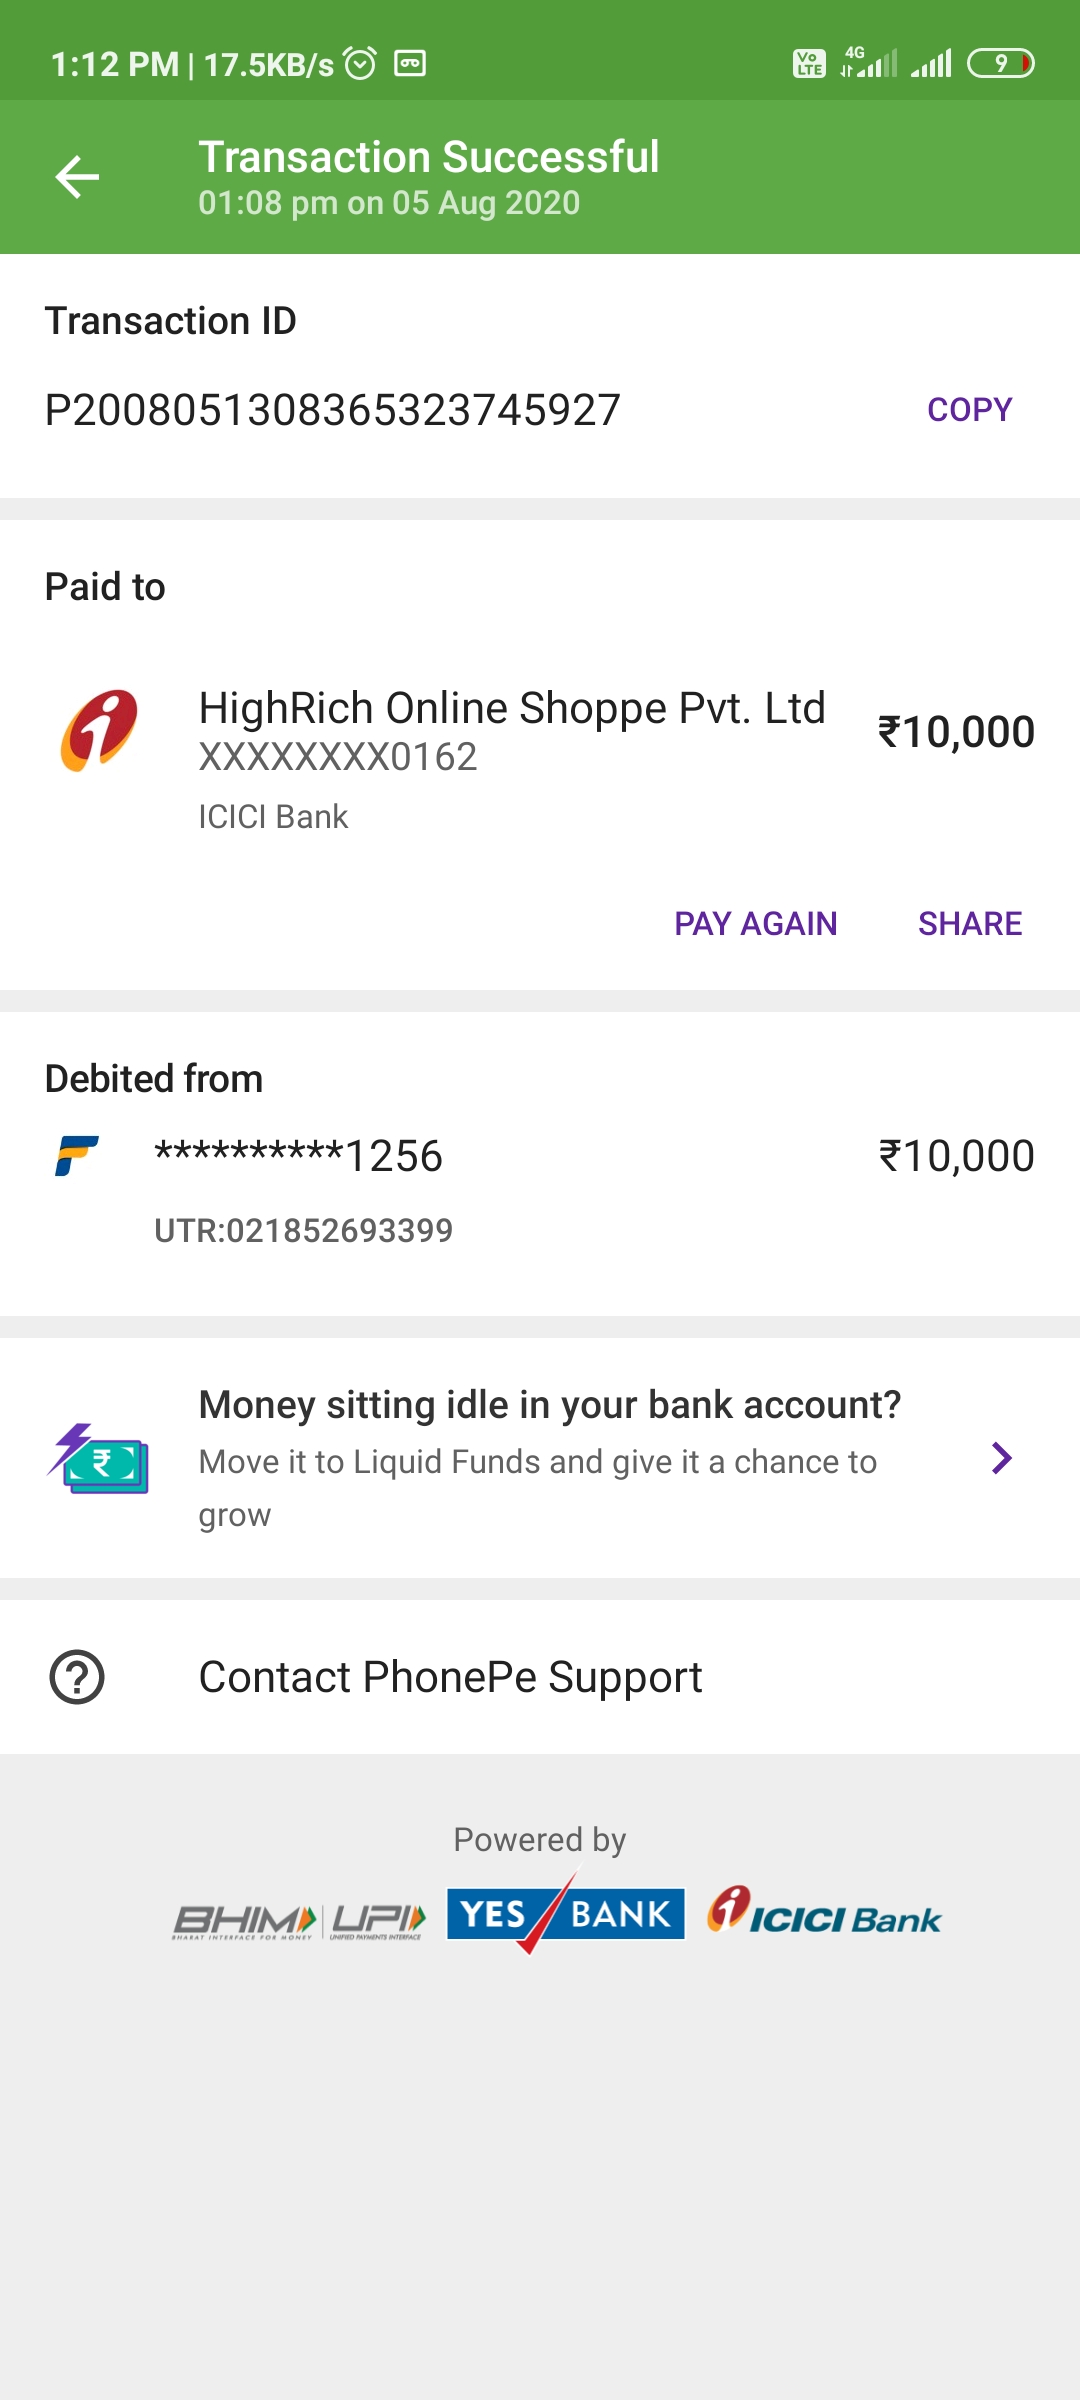 1:12 PM | 17.5KB/s
Vo LTE 4G 9
Transaction Successful
01:08 pm on 05 Aug 2020
Transaction ID
P2008051308365323745927
COPY
Paid to
HighRich Online Shoppe Pvt. Ltd
₹10,000
XXXXXXXX0162
ICICI Bank
PAY AGAIN
SHARE
Debited from
**********1256
₹10,000
UTR:021852693399
Money sitting idle in your bank account?
Move it to Liquid Funds and give it a chance to
grow
Contact PhonePe Support
Powered by
BHIM UPI YES BANK ICICI Bank
BHARAT INTERFACE FOR MONEY UNIFIED PAYMENTS INTERFACE